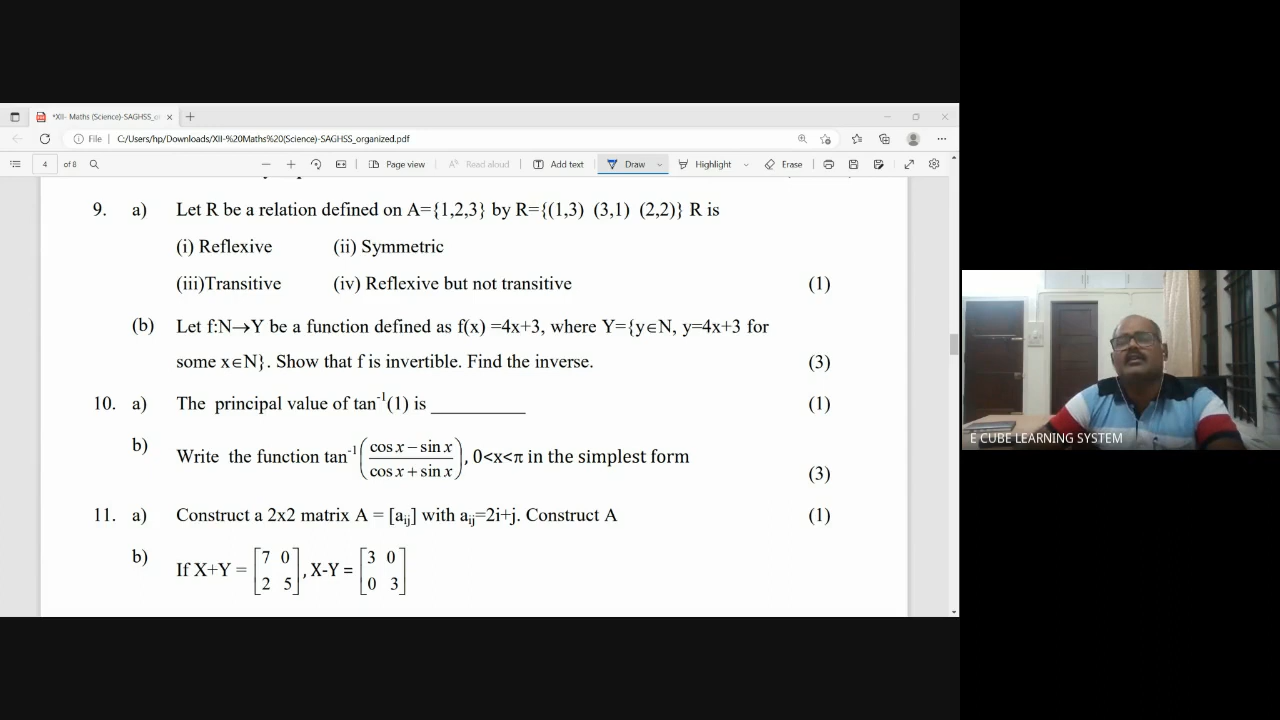 *XII- Maths (Science)-SAGHSS_or
File
C:/Users/hp/Downloads/XII-%20Maths%20(Science)-SAGHSS_organized.pdf
4 of 8
Page view
Read aloud
Add text
Draw
Highlight
Erase
9. a) Let R be a relation defined on A={1,2,3} by R={(1,3) (3,1) (2,2)} R is
(i) Reflexive (ii) Symmetric
(iii)Transitive (iv) Reflexive but not transitive (1)
(b) Let f:N→Y be a function defined as f(x) =4x+3, where Y={y∈N, y=4x+3 for
some x∈N}. Show that f is invertible. Find the inverse. (3)
10. a) The principal value of tan⁻¹(1) is __________ (1)
b) Write the function tan⁻¹((cos x − sin x)/(cos x + sin x)), 0<x<π in the simplest form (3)
11. a) Construct a 2x2 matrix A = [aᵢⱼ] with aᵢⱼ=2i+j. Construct A (1)
b) If X+Y = [7 0
2 5], X-Y = [3 0
0 3]
E CUBE LEARNING SYSTEM